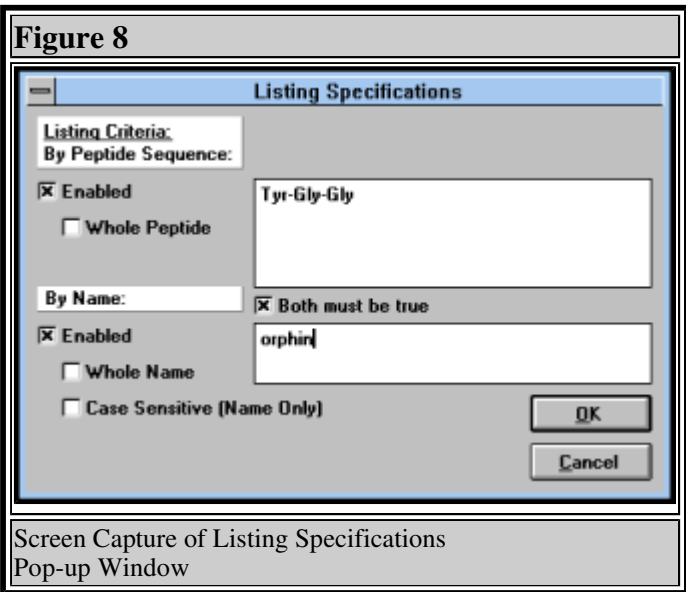 Figure 8
Listing Specifications
Listing Criteria:
By Peptide Sequence:
Enabled
Whole Peptide
Tyr-Gly-Gly
By Name:
Both must be true
Enabled
Whole Name
Case Sensitive (Name Only)
orphin
OK
Cancel
Screen Capture of Listing Specifications
Pop-up Window